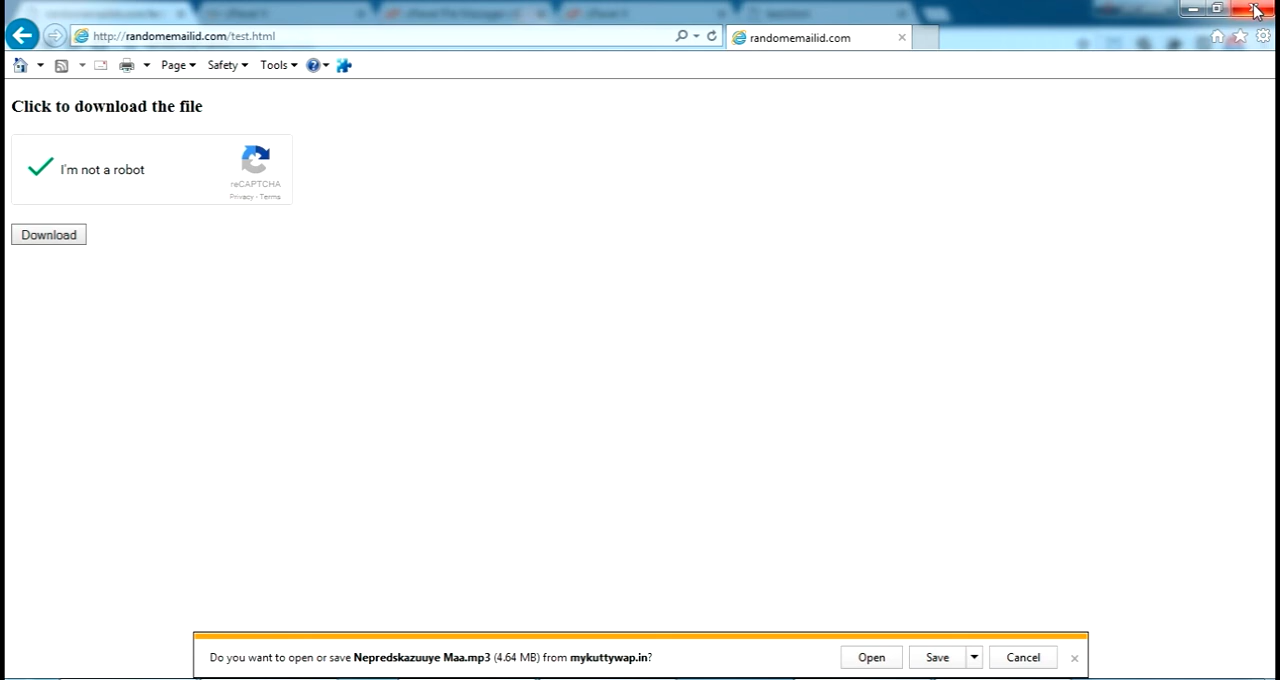 http://randomemailid.com/test.html
randomemailid.com
Page
Safety
Tools
Click to download the file
I'm not a robot
reCAPTCHA
Privacy - Terms
Download
Do you want to open or save Nepredskazuuye Maa.mp3 (4.64 MB) from mykuttywap.in?
Open
Save
Cancel